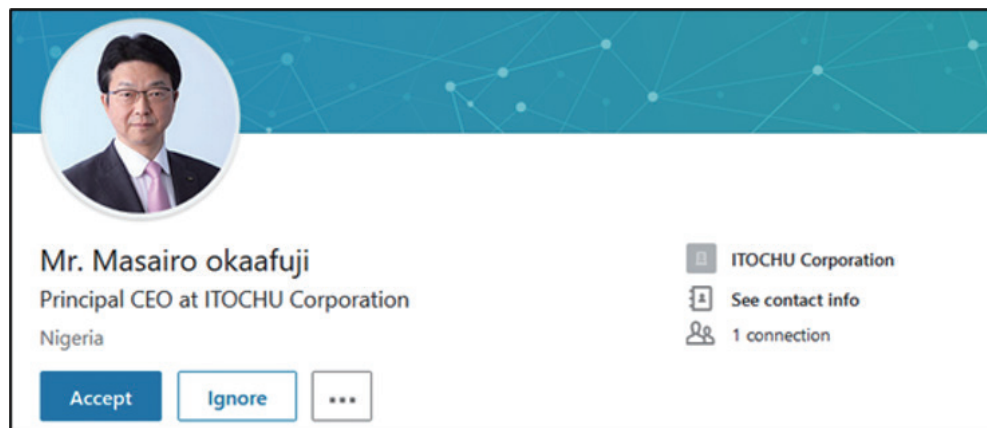 Mr. Masairo okaafuji
Principal CEO at ITOCHU Corporation
Nigeria
Accept
Ignore
ITOCHU Corporation
See contact info
1 connection